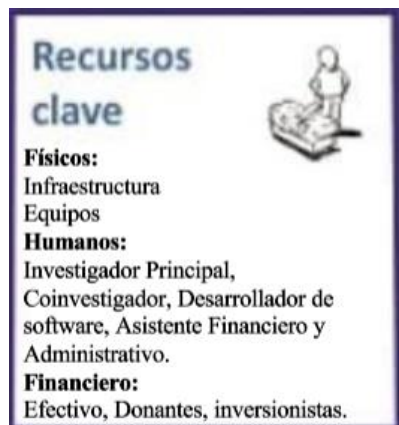 Recursos
clave
Físicos:
Infraestructura
Equipos
Humanos:
Investigador Principal,
Coinvestigador, Desarrollador de
software, Asistente Financiero y
Administrativo.
Financiero:
Efectivo, Donantes, inversionistas.